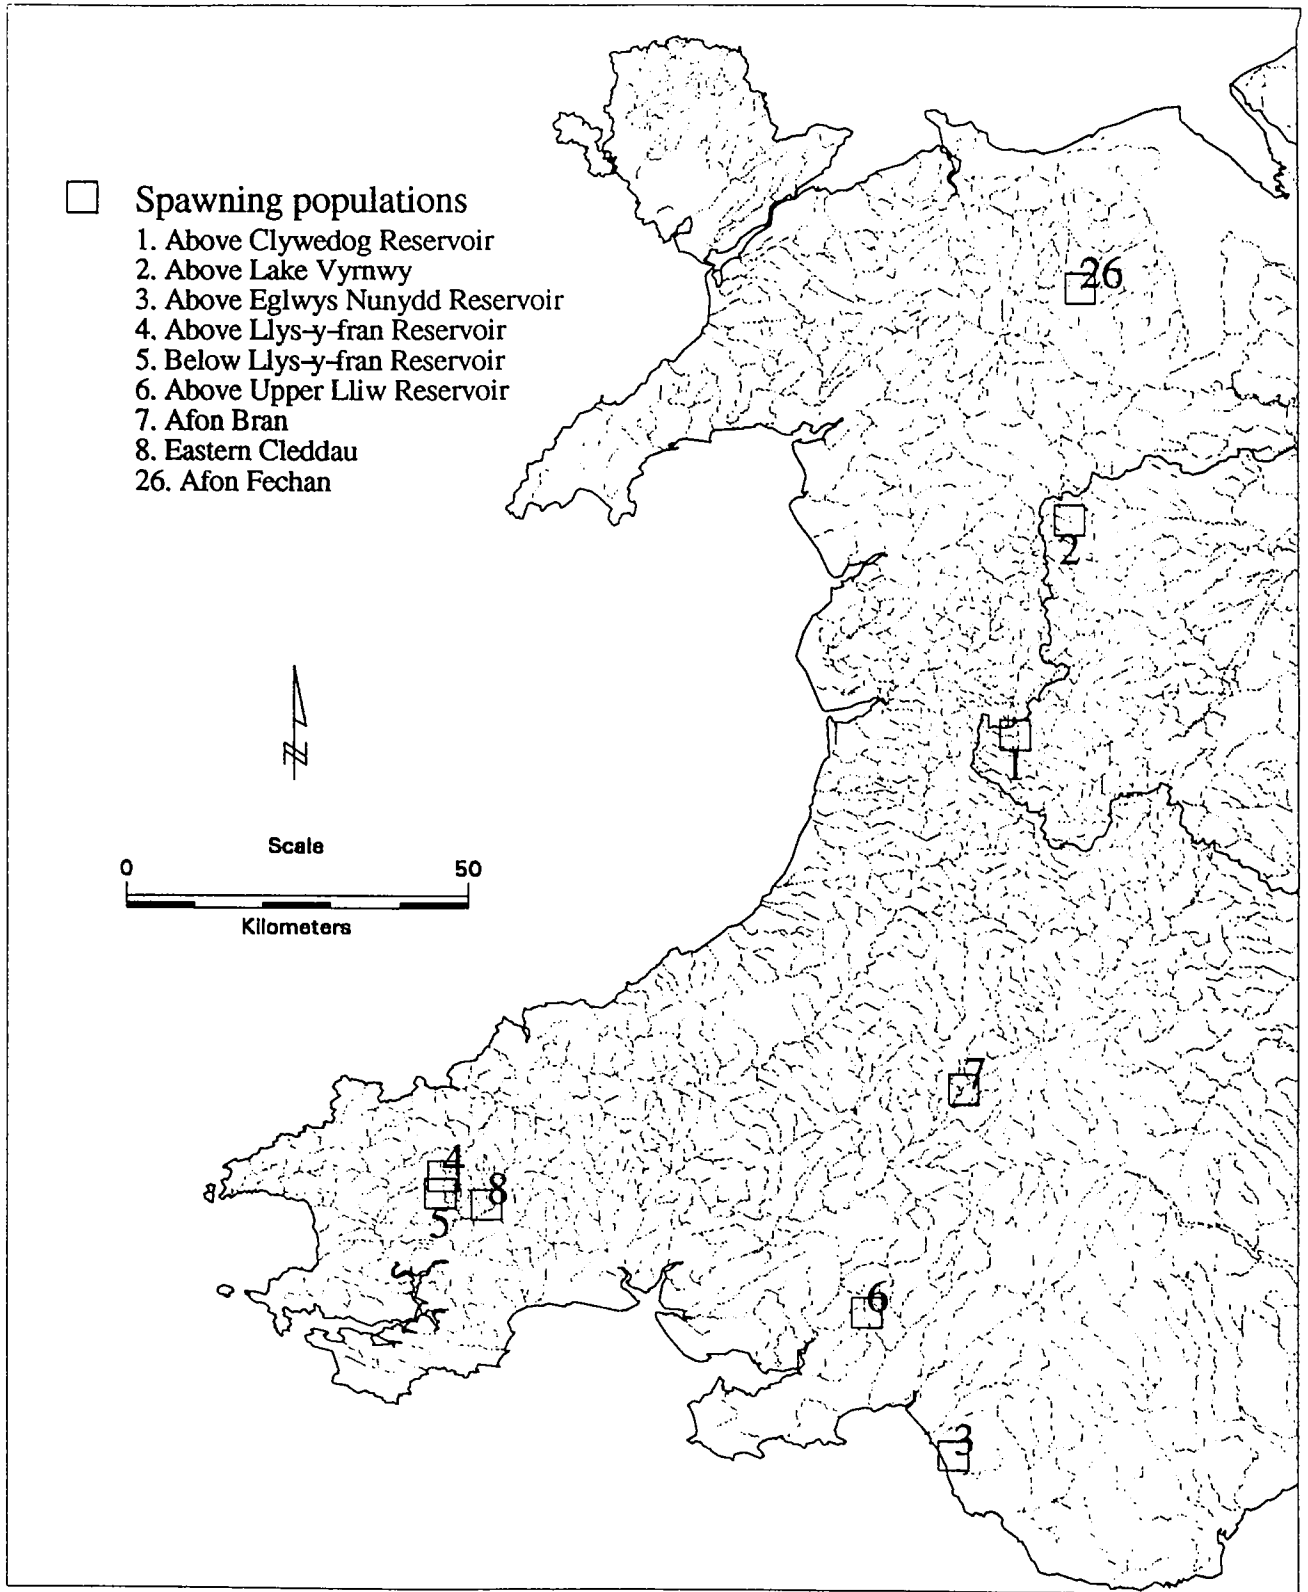 Spawning populations
1. Above Clywedog Reservoir
2. Above Lake Vyrnwy
3. Above Eglwys Nunydd Reservoir
4. Above Llys-y-fran Reservoir
5. Below Llys-y-fran Reservoir
6. Above Upper Lliw Reservoir
7. Afon Bran
8. Eastern Cleddau
26. Afon Fechan
26
2
1
N
Scale
0 50
Kilometers
7
4
8
5
6
3